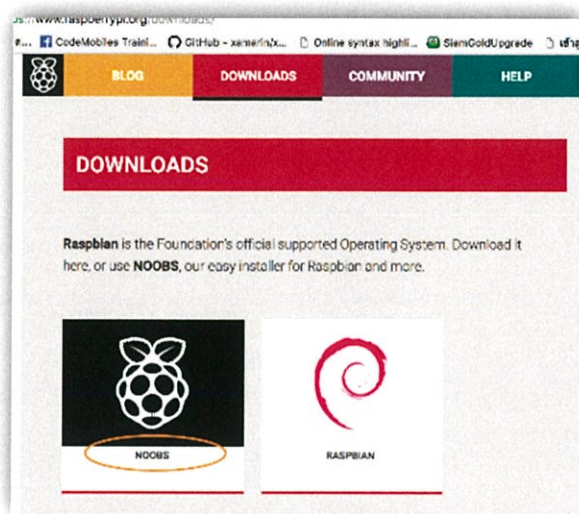 www.raspberrypi.org/downloads/
CodeMobiles Traini... GitHub - xamarin/x... Online syntax highli... SiamGoldUpgrade
BLOG DOWNLOADS COMMUNITY HELP
DOWNLOADS
Raspbian is the Foundation's official supported Operating System. Download it
here, or use NOOBS, our easy installer for Raspbian and more.
NOOBS RASPBIAN